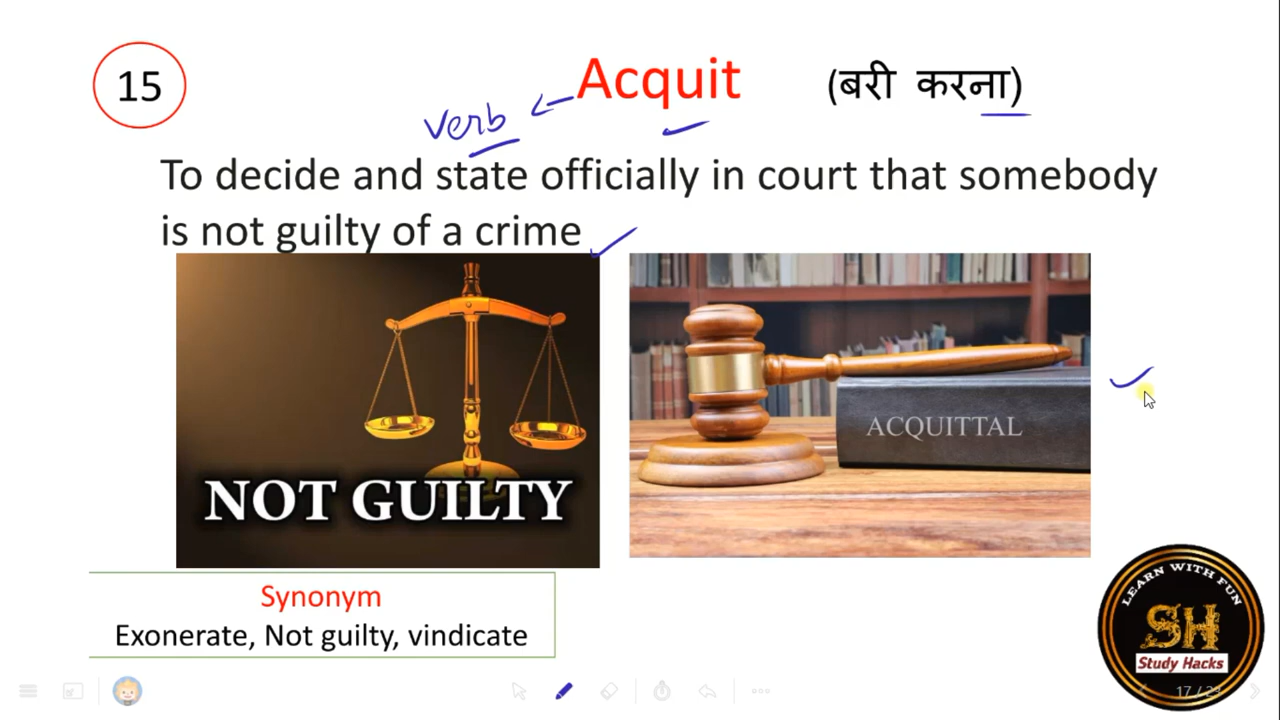 15
Acquit (बरी करना)
verb
To decide and state officially in court that somebody
is not guilty of a crime
NOT GUILTY
ACQUITTAL
Synonym
Exonerate, Not guilty, vindicate
LEARN WITH FUN
SH
Study Hacks